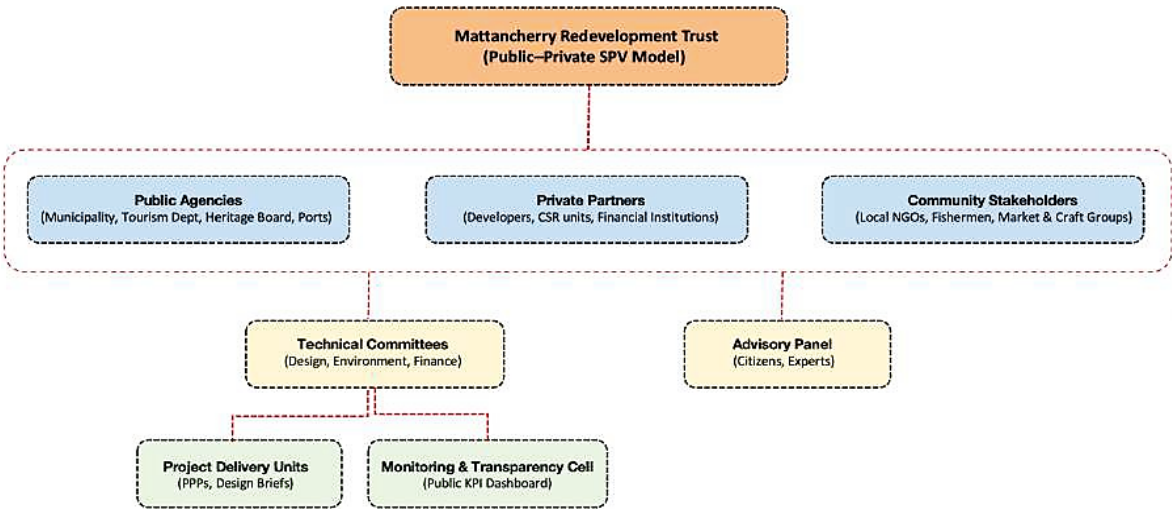 Mattancherry Redevelopment Trust
(Public–Private SPV Model)
Public Agencies
(Municipality, Tourism Dept, Heritage Board, Ports)
Private Partners
(Developers, CSR units, Financial Institutions)
Community Stakeholders
(Local NGOs, Fishermen, Market & Craft Groups)
Technical Committees
(Design, Environment, Finance)
Advisory Panel
(Citizens, Experts)
Project Delivery Units
(PPPs, Design Briefs)
Monitoring & Transparency Cell
(Public KPI Dashboard)